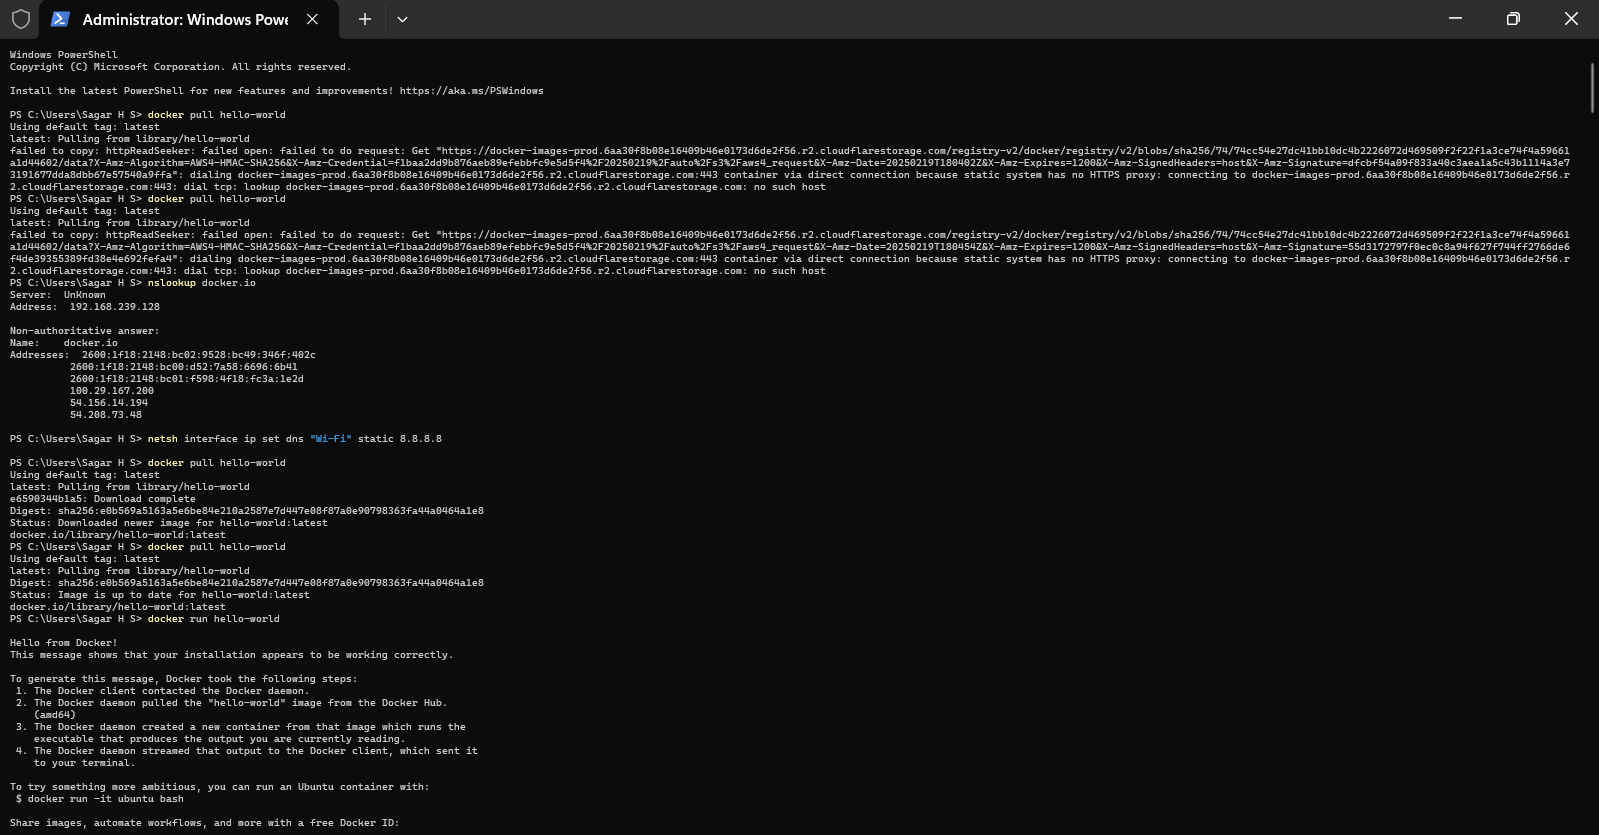 Administrator: Windows Powe
Windows PowerShell
Copyright (C) Microsoft Corporation. All rights reserved.
Install the latest PowerShell for new features and improvements! https://aka.ms/PSWindows
PS C:\Users\Sagar H S> docker pull hello-world
Using default tag: latest
latest: Pulling from library/hello-world
failed to copy: httpReadSeeker: failed open: failed to do request: Get "https://docker-images-prod.6aa30f8b08e16409b46e0173d6de2f56.r2.cloudflarestorage.com/registry-v2/docker/registry/v2/blobs/sha256/74/74cc54e27dc41bb10dc4b2226072d469509f2f22f1a3ce74f4a59661
a1d44602/data?X-Amz-Algorithm=AWS4-HMAC-SHA256&X-Amz-Credential=f1baa2dd9b876aeb89efebbfc9e5d5f4%2F20250219%2Fauto%2Fs3%2Faws4_request&X-Amz-Date=20250219T180402Z&X-Amz-Expires=1200&X-Amz-SignedHeaders=host&X-Amz-Signature=dfcbf54a09f833a40c3aea1a5c43b1114a3e7
3191677dda8dbb67e57540a9ffa": dialing docker-images-prod.6aa30f8b08e16409b46e0173d6de2f56.r2.cloudflarestorage.com:443 container via direct connection because static system has no HTTPS proxy: connecting to docker-images-prod.6aa30f8b08e16409b46e0173d6de2f56.r
2.cloudflarestorage.com:443: dial tcp: lookup docker-images-prod.6aa30f8b08e16409b46e0173d6de2f56.r2.cloudflarestorage.com: no such host
PS C:\Users\Sagar H S> docker pull hello-world
Using default tag: latest
latest: Pulling from library/hello-world
failed to copy: httpReadSeeker: failed open: failed to do request: Get "https://docker-images-prod.6aa30f8b08e16409b46e0173d6de2f56.r2.cloudflarestorage.com/registry-v2/docker/registry/v2/blobs/sha256/74/74cc54e27dc41bb10dc4b2226072d469509f2f22f1a3ce74f4a59661
a1d44602/data?X-Amz-Algorithm=AWS4-HMAC-SHA256&X-Amz-Credential=f1baa2dd9b876aeb89efebbfc9e5d5f4%2F20250219%2Fauto%2Fs3%2Faws4_request&X-Amz-Date=20250219T180454Z&X-Amz-Expires=1200&X-Amz-SignedHeaders=host&X-Amz-Signature=55d3172797f0ec0c8a94f627f744ff2766de6
f4de39355389fd38e4e692fefa4": dialing docker-images-prod.6aa30f8b08e16409b46e0173d6de2f56.r2.cloudflarestorage.com:443 container via direct connection because static system has no HTTPS proxy: connecting to docker-images-prod.6aa30f8b08e16409b46e0173d6de2f56.r
2.cloudflarestorage.com:443: dial tcp: lookup docker-images-prod.6aa30f8b08e16409b46e0173d6de2f56.r2.cloudflarestorage.com: no such host
PS C:\Users\Sagar H S> nslookup docker.io
Server:  UnKnown
Address:  192.168.239.128
Non-authoritative answer:
Name:    docker.io
Addresses:  2600:1f18:2148:bc02:9528:bc49:346f:402c
2600:1f18:2148:bc00:d52:7a58:6696:6b41
2600:1f18:2148:bc01:f598:4f18:fc3a:1e2d
100.29.167.200
54.156.14.194
54.208.73.48
PS C:\Users\Sagar H S> netsh interface ip set dns "Wi-Fi" static 8.8.8.8
PS C:\Users\Sagar H S> docker pull hello-world
Using default tag: latest
latest: Pulling from library/hello-world
e6590344b1a5: Download complete
Digest: sha256:e0b569a5163a5e6be84e210a2587e7d447e08f87a0e90798363fa44a0464a1e8
Status: Downloaded newer image for hello-world:latest
docker.io/library/hello-world:latest
PS C:\Users\Sagar H S> docker pull hello-world
Using default tag: latest
latest: Pulling from library/hello-world
Digest: sha256:e0b569a5163a5e6be84e210a2587e7d447e08f87a0e90798363fa44a0464a1e8
Status: Image is up to date for hello-world:latest
docker.io/library/hello-world:latest
PS C:\Users\Sagar H S> docker run hello-world
Hello from Docker!
This message shows that your installation appears to be working correctly.
To generate this message, Docker took the following steps:
1. The Docker client contacted the Docker daemon.
2. The Docker daemon pulled the "hello-world" image from the Docker Hub.
(amd64)
3. The Docker daemon created a new container from that image which runs the
executable that produces the output you are currently reading.
4. The Docker daemon streamed that output to the Docker client, which sent it
to your terminal.
To try something more ambitious, you can run an Ubuntu container with:
$ docker run -it ubuntu bash
Share images, automate workflows, and more with a free Docker ID: